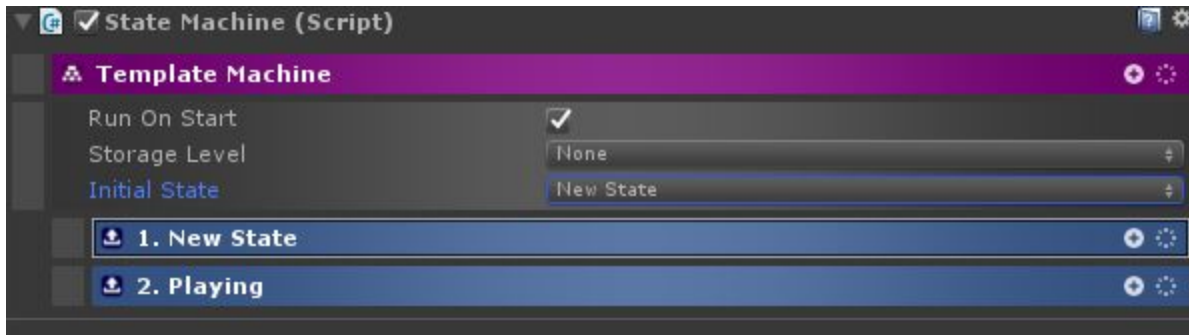 State Machine (Script)
Template Machine
Run On Start
Storage Level None
Initial State New State
1. New State
2. Playing